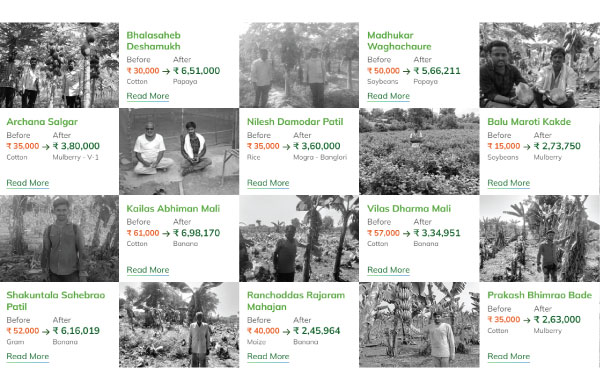 Bhalasaheb
Deshamukh
Before After
₹ 30,000 → ₹ 6,51,000
Cotton Papaya
Read More
Madhukar
Waghachaure
Before After
₹ 50,000 → ₹ 5,66,211
Soybeans Papaya
Read More
Archana Salgar
Before After
₹ 35,000 → ₹ 3,80,000
Cotton Mulberry - V-1
Read More
Nilesh Damodar Patil
Before After
₹ 35,000 → ₹ 3,60,000
Rice Mogra - Banglori
Read More
Balu Maroti Kakde
Before After
₹ 15,000 → ₹ 2,73,750
Soybeans Mulberry
Read More
Kailas Abhiman Mali
Before After
₹ 61,000 → ₹ 6,98,170
Cotton Banana
Read More
Vilas Dharma Mali
Before After
₹ 57,000 → ₹ 3,34,951
Cotton Banana
Read More
Shakuntala Sahebrao
Patil
Before After
₹ 52,000 → ₹ 6,16,019
Gram Banana
Read More
Ranchoddas Rajaram
Mahajan
Before After
₹ 40,000 → ₹ 2,45,964
Maize Banana
Read More
Prakash Bhimrao Bade
Before After
₹ 35,000 → ₹ 2,63,000
Cotton Mulberry
Read More